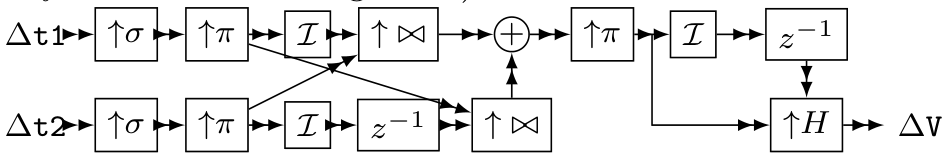 Δt1 ↑σ ↑π 𝓘 ↑ ⋈ + ↑π 𝓘 z⁻¹
Δt2 ↑σ ↑π 𝓘 z⁻¹ ↑ ⋈ ↑H ΔV